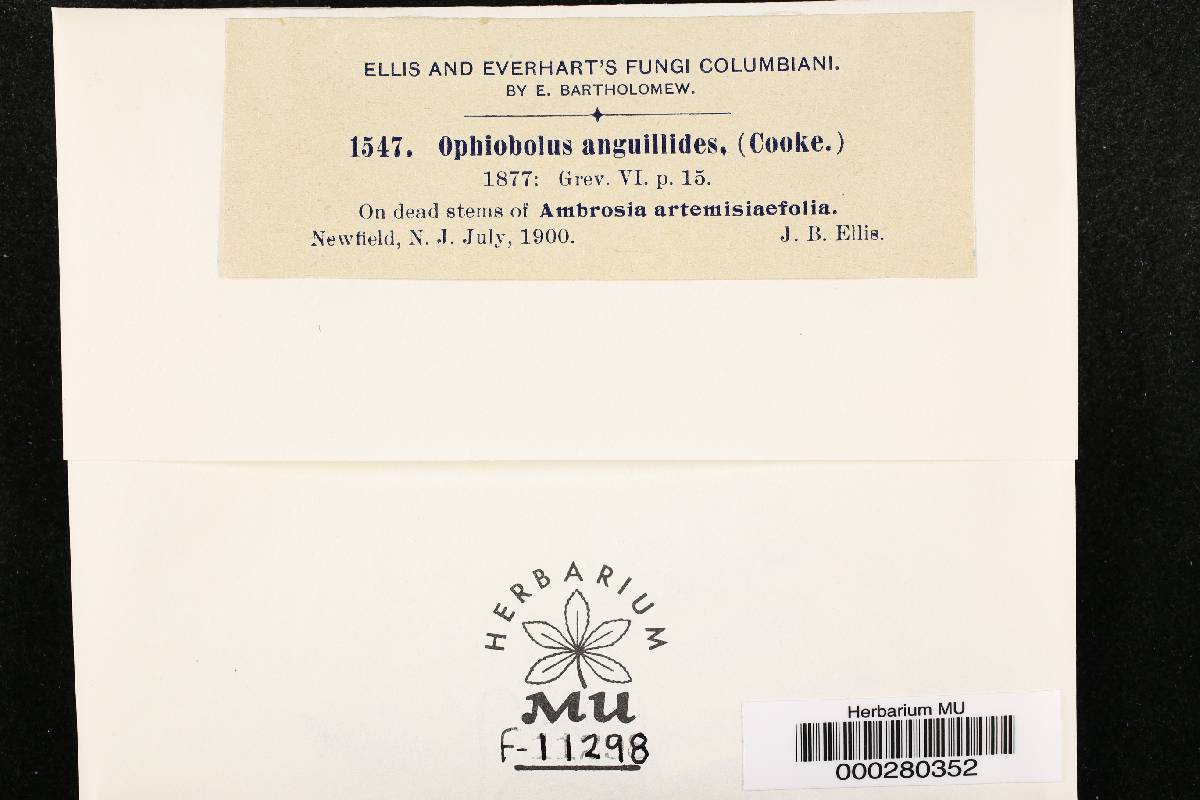 ELLIS AND EVERHART'S FUNGI COLUMBIANI.
BY E. BARTHOLOMEW.
1547. Ophiobolus anguillides, (Cooke.)
1877: Grev. VI. p. 15.
On dead stems of Ambrosia artemisiaefolia.
Newfield, N. J. July, 1900. J. B. Ellis.
HERBARIUM
MU
F-11298
Herbarium MU
000280352